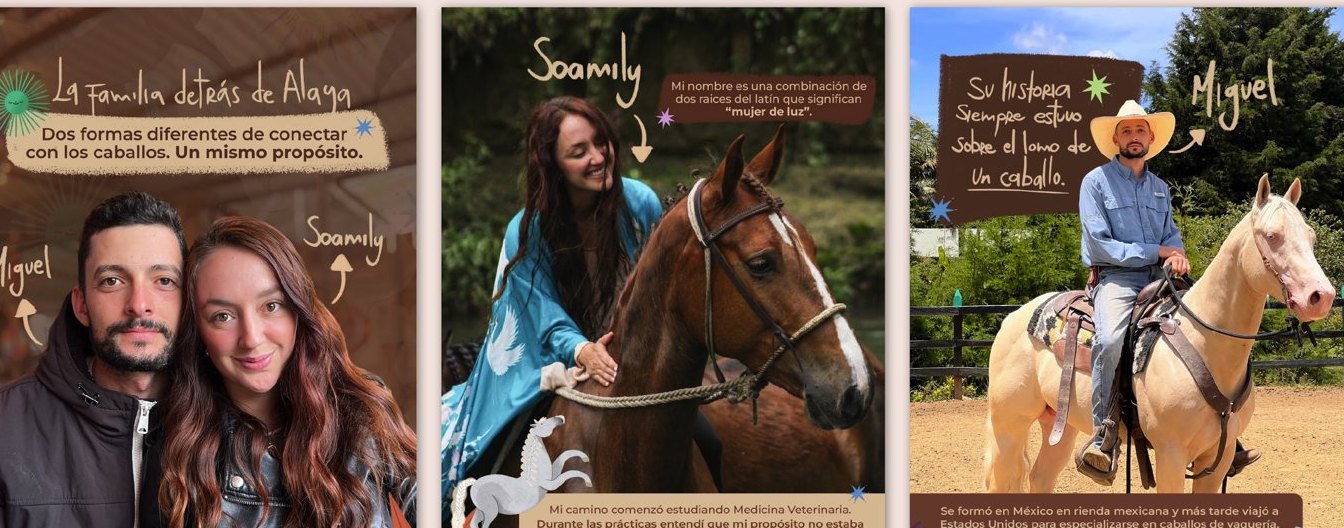 La Familia detrás de Alaya
Dos formas diferentes de conectar
con los caballos. Un mismo propósito.
Miguel
Soamily
Soamily
Mi nombre es una combinación de
dos raices del latín que significan
“mujer de luz”.
Mi camino comenzó estudiando Medicina Veterinaria.
Durante las prácticas entendí que mi propósito no estaba
Su historia
siempre estuvo
sobre el lomo de
un caballo.
Miguel
Se formó en México en rienda mexicana y más tarde viajó a
Estados Unidos para especializarse en caballos de vaquería,